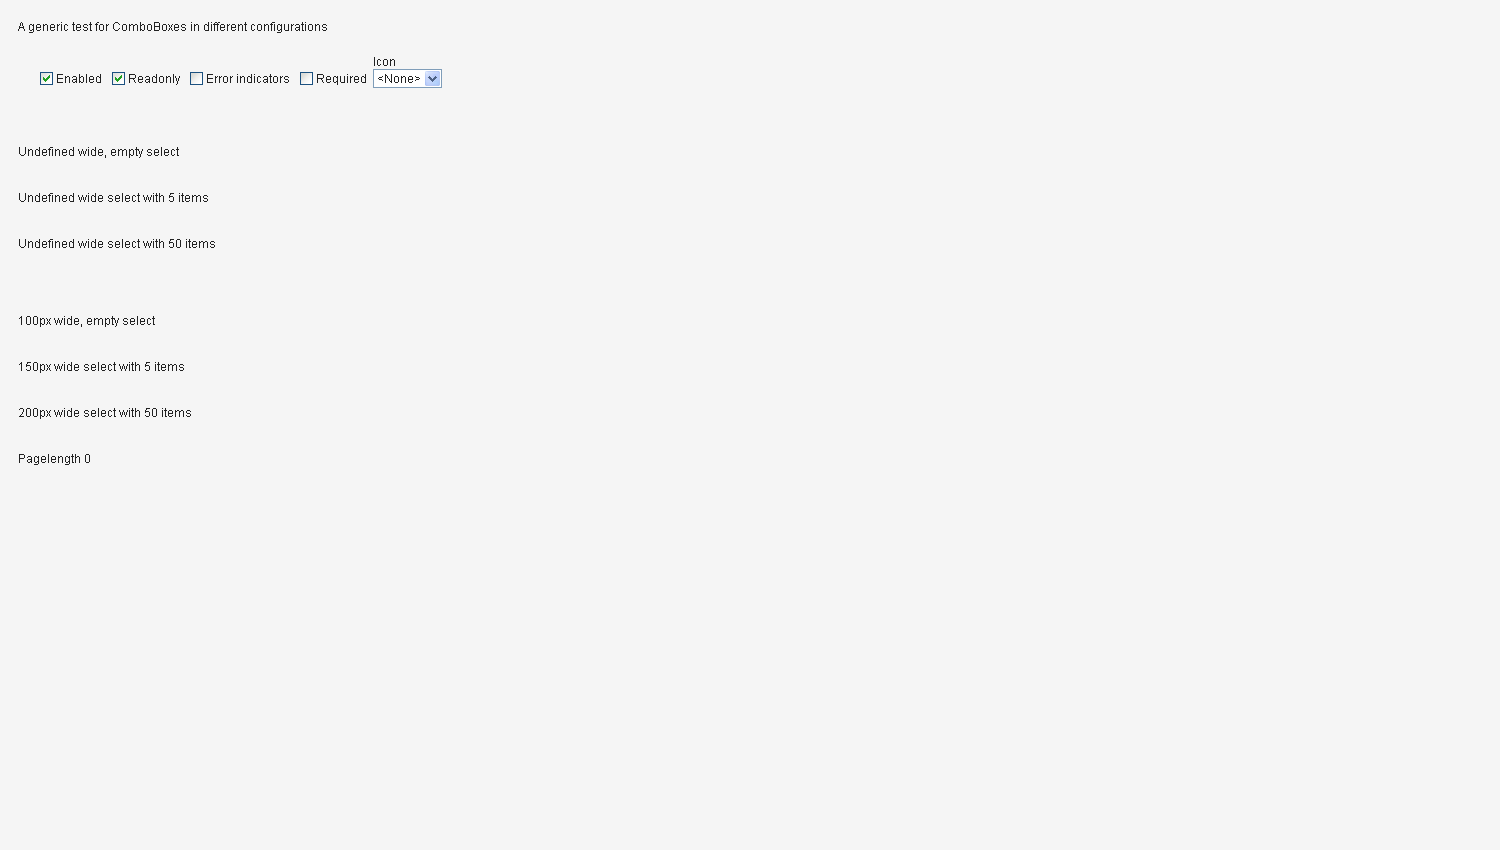 A generic test for ComboBoxes in different configurations
Icon
Enabled Readonly Error indicators Required <None>
Undefined wide, empty select
Undefined wide select with 5 items
Undefined wide select with 50 items
100px wide, empty select
150px wide select with 5 items
200px wide select with 50 items
Pagelength 0